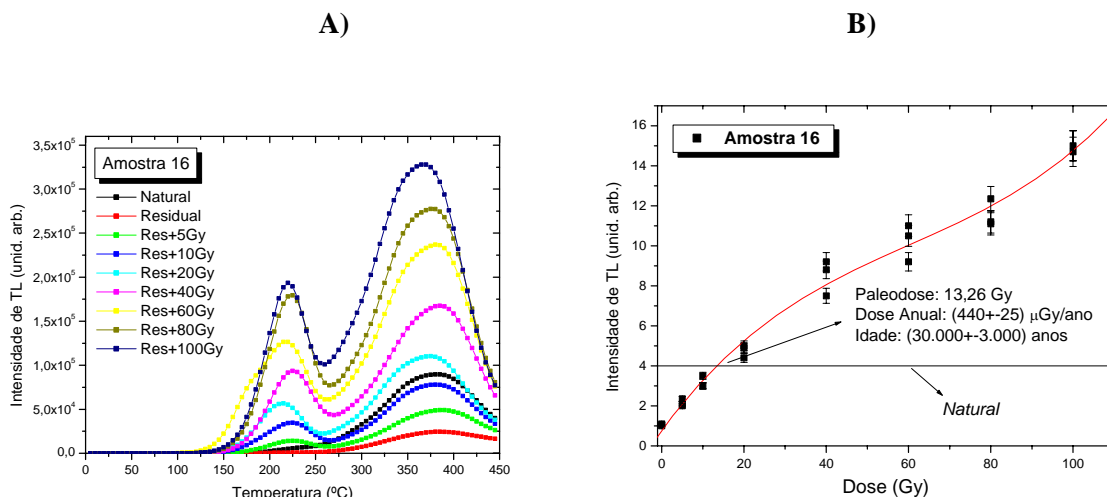 A)
Intensidade de TL (unid. arb.)
3,5x10⁵
3,0x10⁵
2,5x10⁵
2,0x10⁵
1,5x10⁵
1,0x10⁵
5,0x10⁴
0,0
Amostra 16
Natural
Residual
Res+5Gy
Res+10Gy
Res+20Gy
Res+40Gy
Res+60Gy
Res+80Gy
Res+100Gy
0 50 100 150 200 250 300 350 400 450
Temperatura (ºC)
B)
Intensidade de TL (unid. arb.)
16
14
12
10
8
6
4
2
0
Amostra 16
Paleodose: 13,26 Gy
Dose Anual: (440+-25) μGy/ano
Idade: (30.000+-3.000) anos
Natural
0 20 40 60 80 100
Dose (Gy)